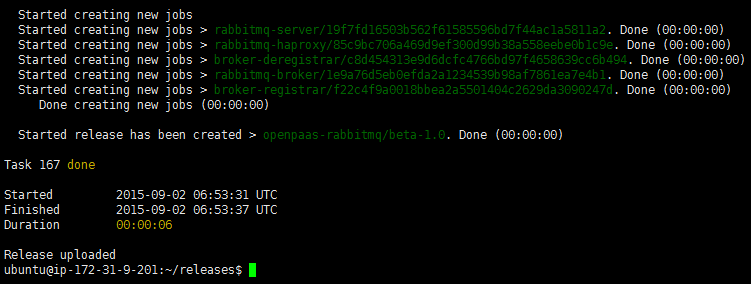 Started creating new jobs
Started creating new jobs > rabbitmq-server/19f7fd16503b562f61585596bd7f44ac1a5811a2. Done (00:00:00)
Started creating new jobs > rabbitmq-haproxy/85c9bc706a469d9ef300d99b38a558eebe0b1c9e. Done (00:00:00)
Started creating new jobs > broker-deregistrar/c8d454313e9d6dcfc4766bd97f4658639cc6b494. Done (00:00:00)
Started creating new jobs > rabbitmq-broker/1e9a76d5eb0efda2a1234539b98af7861ea7e4b1. Done (00:00:00)
Started creating new jobs > broker-registrar/f22c4f9a0018bbea2a5501404c2629da3090247d. Done (00:00:00)
Done creating new jobs (00:00:00)
Started release has been created > openpaas-rabbitmq/beta-1.0. Done (00:00:00)
Task 167 done
Started 2015-09-02 06:53:31 UTC
Finished 2015-09-02 06:53:37 UTC
Duration 00:00:06
Release uploaded
ubuntu@ip-172-31-9-201:~/releases$